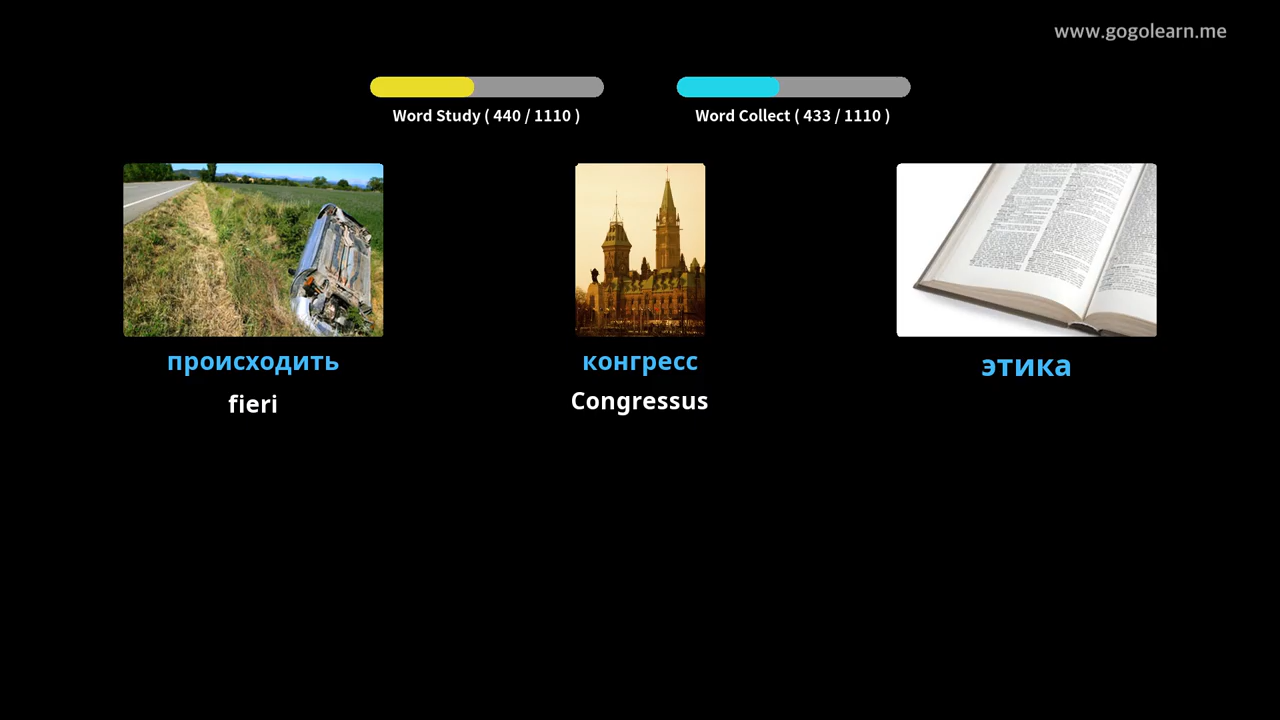 www.gogolearn.me
Word Study ( 440 / 1110 )
Word Collect ( 433 / 1110 )
происходить
fieri
конгресс
Congressus
этика